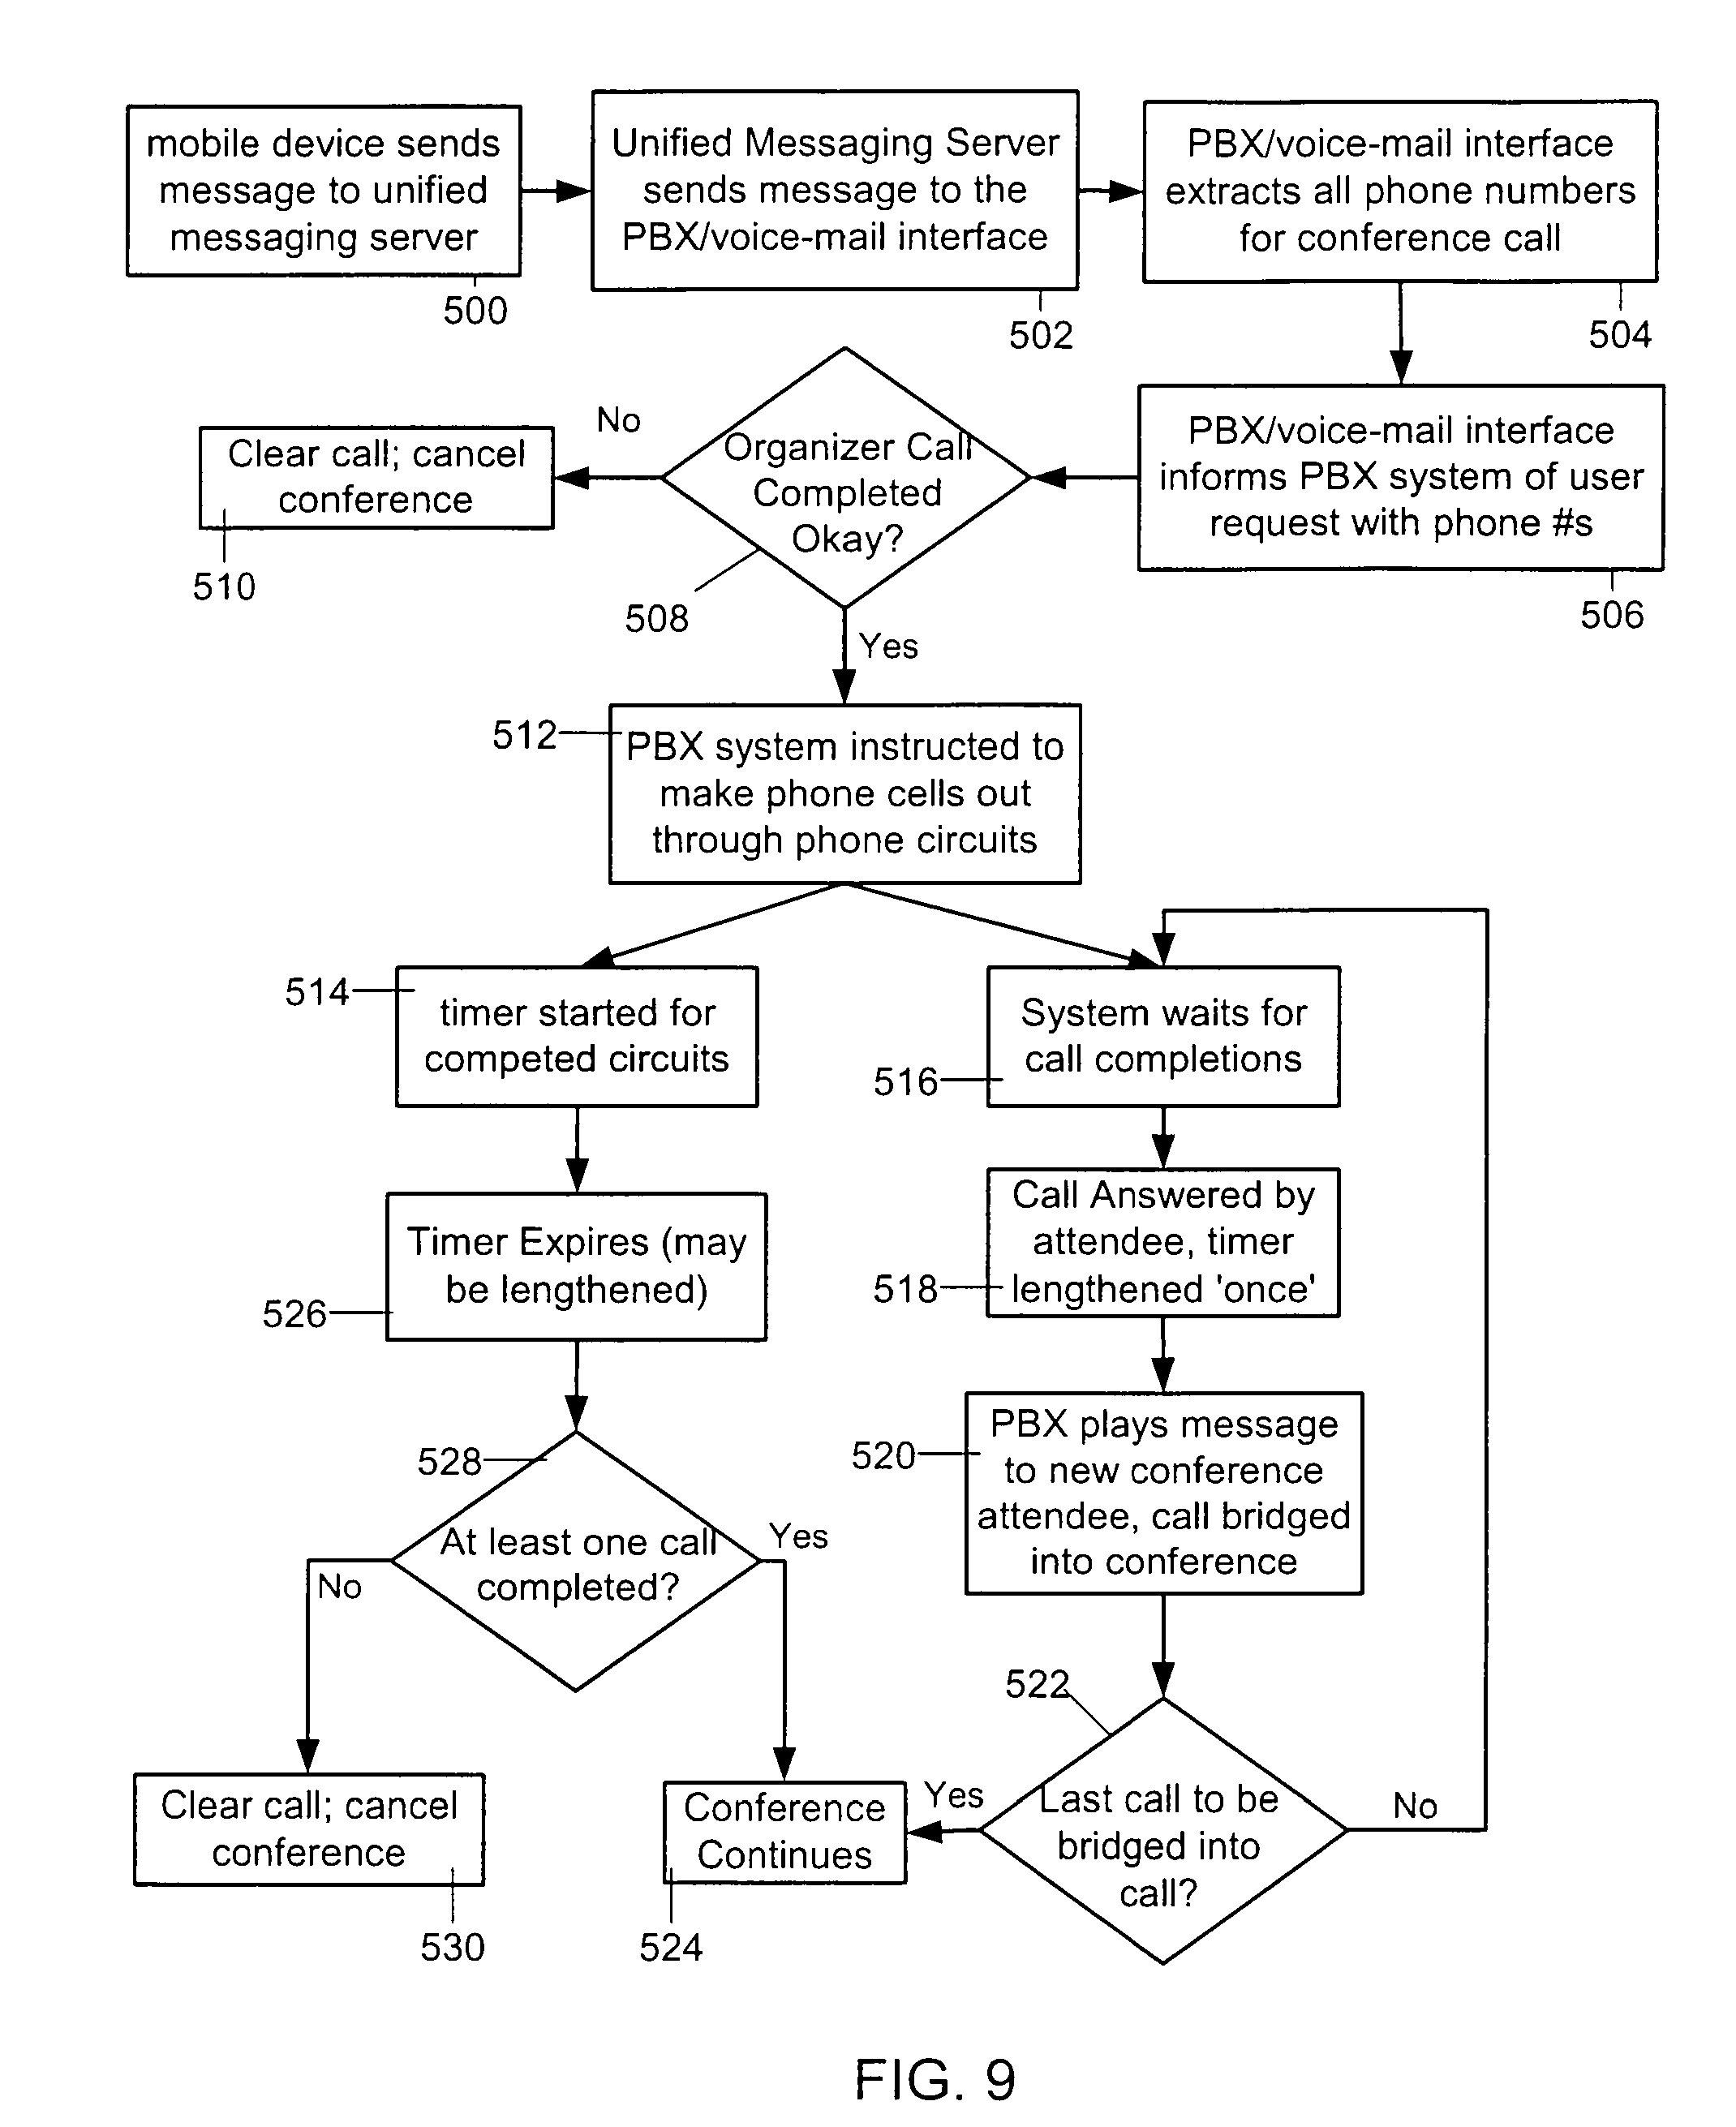 mobile device sends
message to unified
messaging server
500
Unified Messaging Server
sends message to the
PBX/voice-mail interface
502
PBX/voice-mail interface
extracts all phone numbers
for conference call
504
PBX/voice-mail interface
informs PBX system of user
request with phone #s
506
Organizer Call
Completed
Okay?
508
No
Clear call; cancel
conference
510
Yes
512
PBX system instructed to
make phone cells out
through phone circuits
514
timer started for
competed circuits
526
Timer Expires (may
be lengthened)
528
At least one call
completed?
No
Yes
Clear call; cancel
conference
530
516
System waits for
call completions
518
Call Answered by
attendee, timer
lengthened 'once'
520
PBX plays message
to new conference
attendee, call bridged
into conference
522
Last call to be
bridged into
call?
No
Yes
Conference
Continues
524
FIG. 9